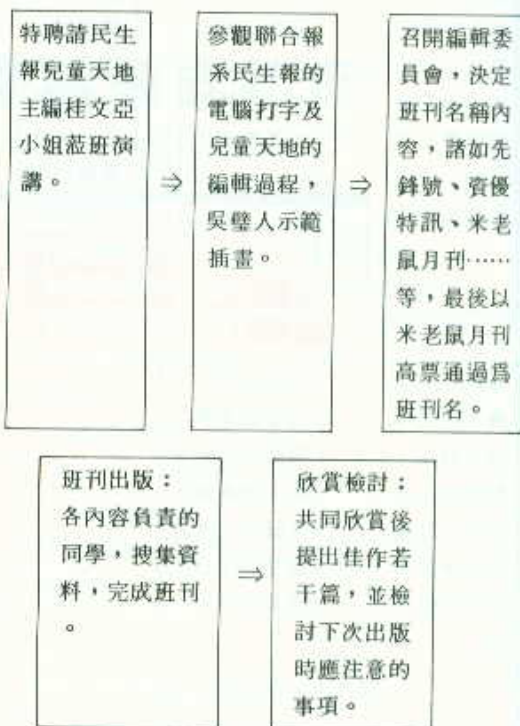 特聘請民生
報兒童天地
主編桂文亞
小姐蒞班演
講。
⇒
參觀聯合報
系民生報的
電腦打字及
兒童天地的
編輯過程，
吳璧人示範
插畫。
⇒
召開編輯委
員會，決定
班刊名稱內
容，諸如先
鋒號、資優
特訊、米老
鼠月刊……
等，最後以
米老鼠月刊
高票通過爲
班刊名。
班刊出版：
各內容負責的
同學，搜集資
料，完成班刊
。
⇒
欣賞檢討：
共同欣賞後
提出佳作若
干篇，並檢
討下次出版
時應注意的
事項。